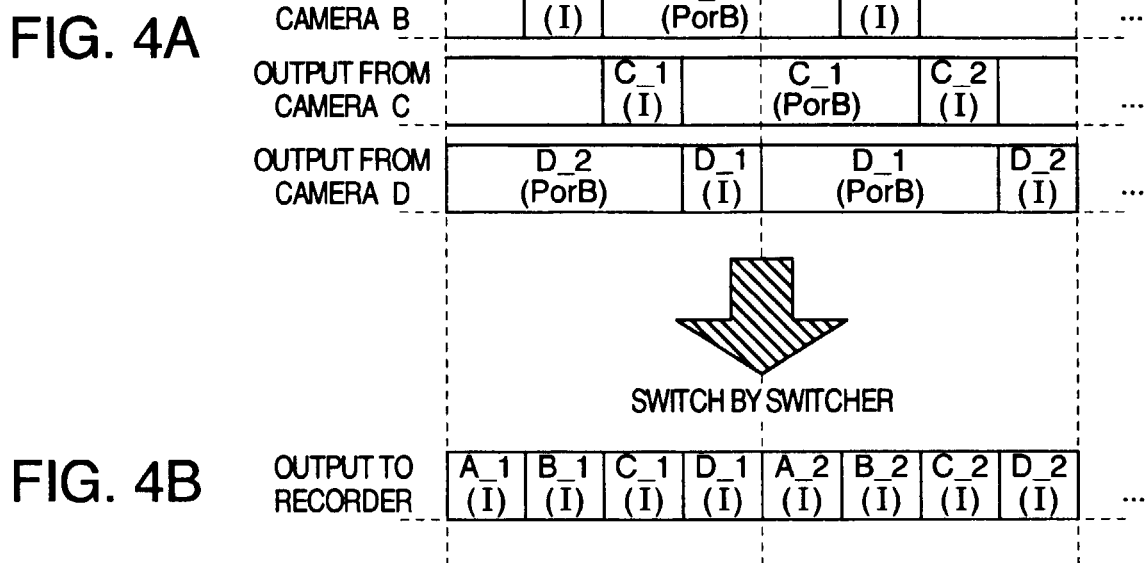 FIG. 4A
CAMERA B (I) (PorB) (I) ...
OUTPUT FROM CAMERA C
C_1 (I)
C_1 (PorB)
C_2 (I)
...
OUTPUT FROM CAMERA D
D_2 (PorB)
D_1 (I)
D_1 (PorB)
D_2 (I)
...
SWITCH BY SWITCHER
FIG. 4B
OUTPUT TO RECORDER
A_1 (I)
B_1 (I)
C_1 (I)
D_1 (I)
A_2 (I)
B_2 (I)
C_2 (I)
D_2 (I)
...